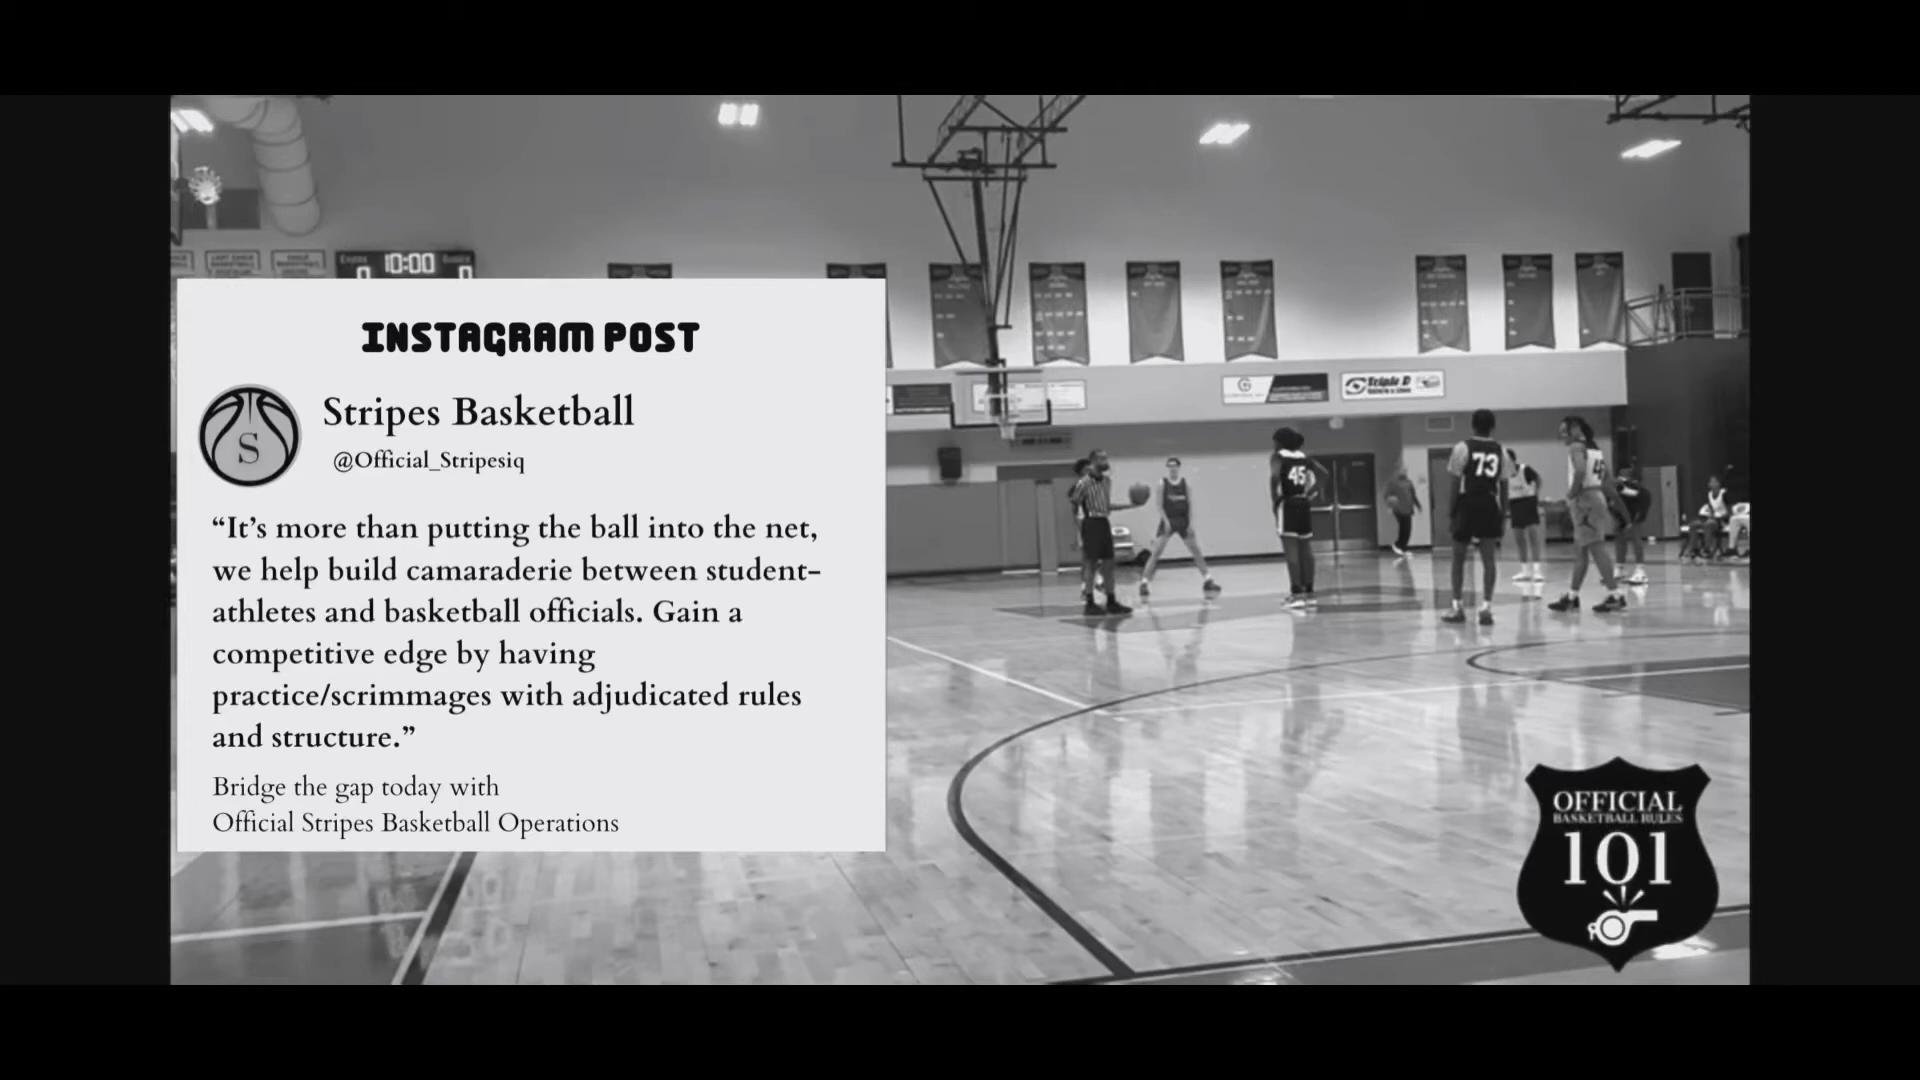 10:00
INSTAGRAM POST
Stripes Basketball
@Official_Stripesiq
S
“It’s more than putting the ball into the net,
we help build camaraderie between student-
athletes and basketball officials. Gain a
competitive edge by having
practice/scrimmages with adjudicated rules
and structure.”
Bridge the gap today with
Official Stripes Basketball Operations
Triple D
45
73
OFFICIAL
BASKETBALL RULES
101